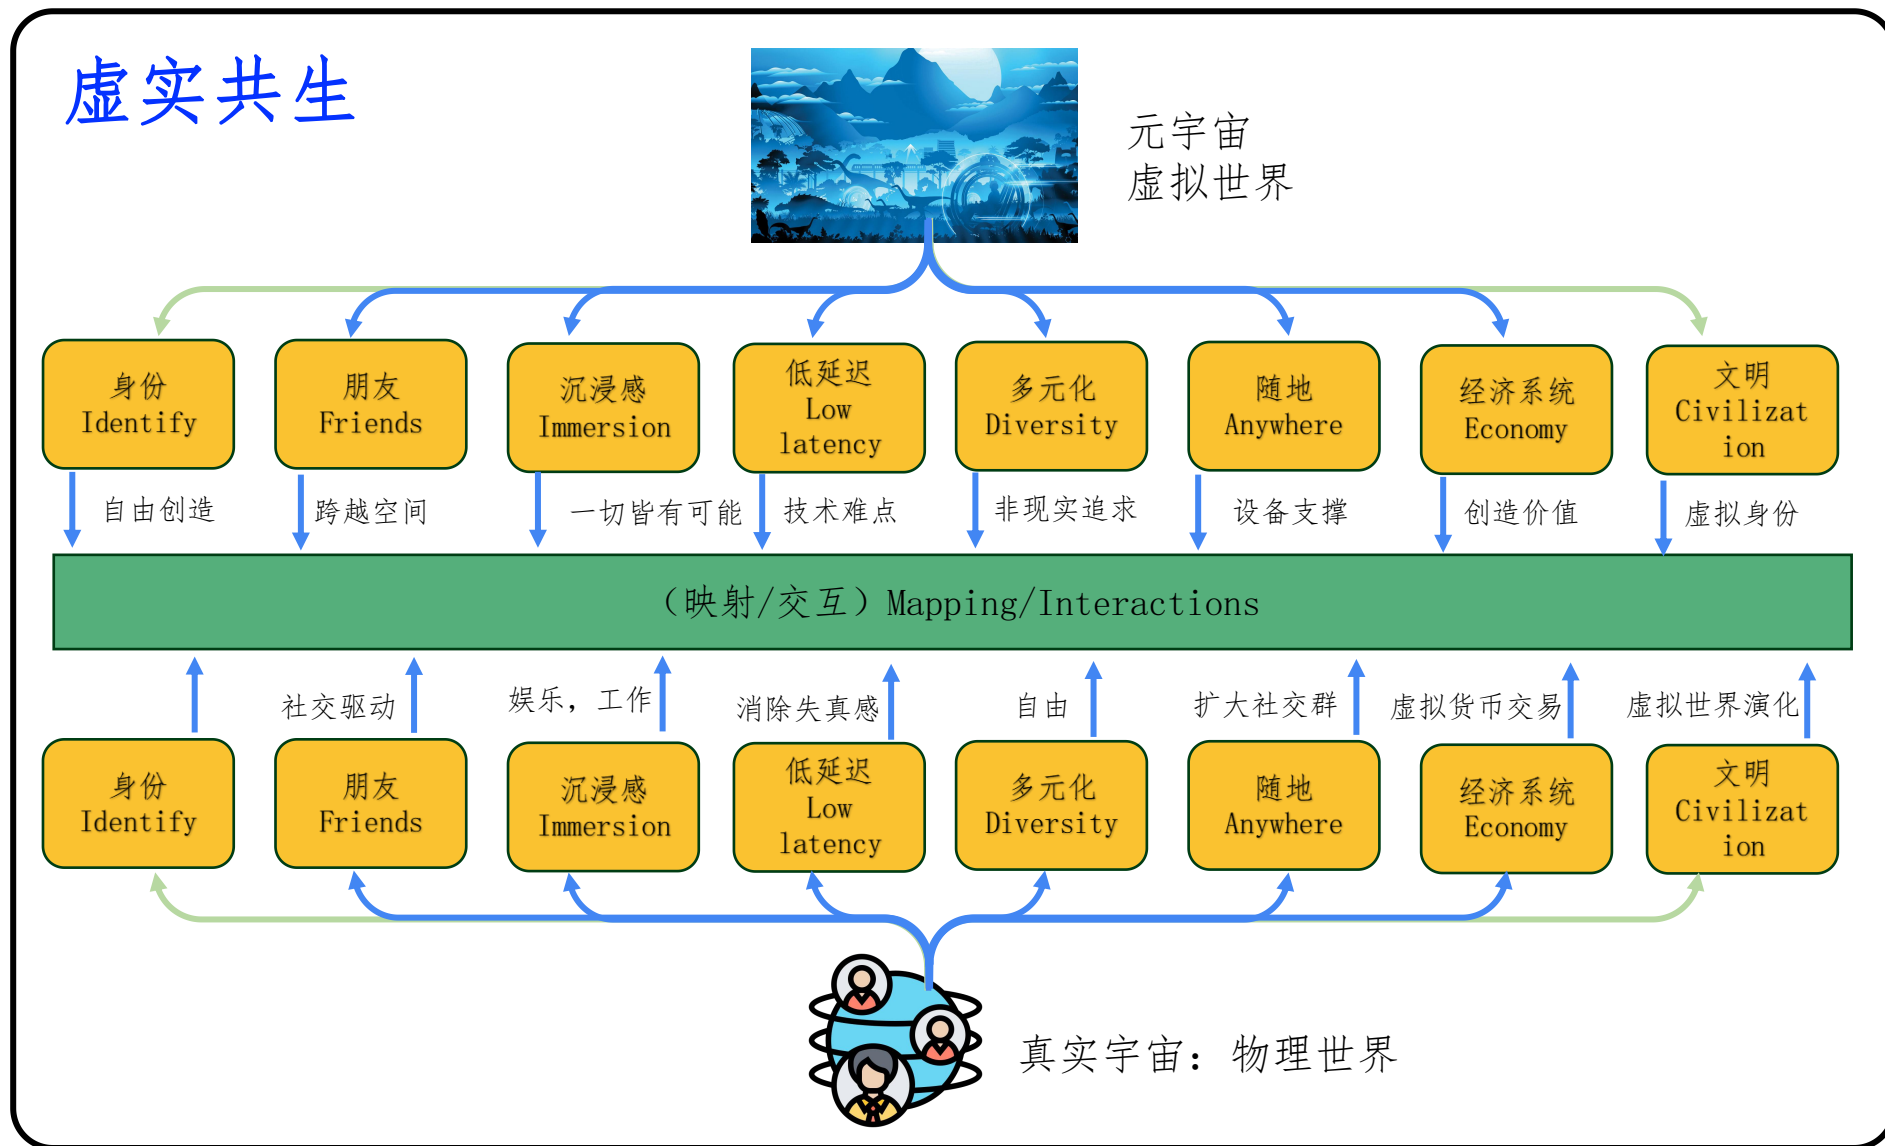 虚实共生
元宇宙
虚拟世界
身份
Identify
朋友
Friends
沉浸感
Immersion
低延迟
Low
latency
多元化
Diversity
随地
Anywhere
经济系统
Economy
文明
Civilizat
ion
自由创造
跨越空间
一切皆有可能
技术难点
非现实追求
设备支撑
创造价值
虚拟身份
（映射/交互）Mapping/Interactions
社交驱动
娱乐，工作
消除失真感
自由
扩大社交群
虚拟货币交易
虚拟世界演化
身份
Identify
朋友
Friends
沉浸感
Immersion
低延迟
Low
latency
多元化
Diversity
随地
Anywhere
经济系统
Economy
文明
Civilizat
ion
真实宇宙：物理世界